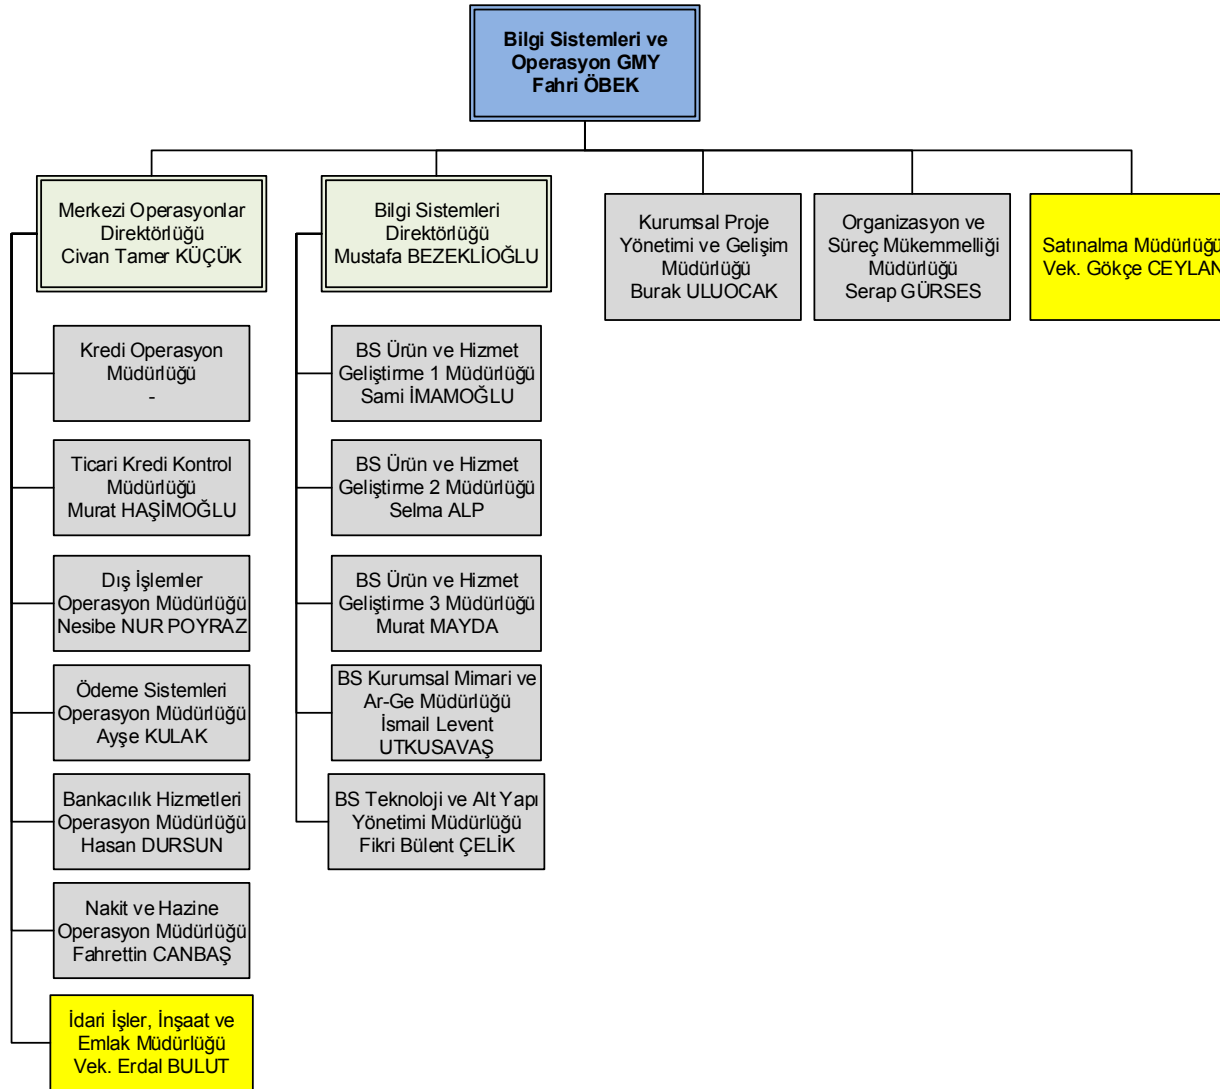 Bilgi Sistemleri ve
Operasyon GMY
Fahri ÖBEK
Merkezi Operasyonlar
Direktörlüğü
Civan Tamer KÜÇÜK
Bilgi Sistemleri
Direktörlüğü
Mustafa BEZEKLİOĞLU
Kurumsal Proje
Yönetimi ve Gelişim
Müdürlüğü
Burak ULUOCAK
Organizasyon ve
Süreç Mükemmelliği
Müdürlüğü
Serap GÜRSES
Satınalma Müdürlüğü
Vek. Gökçe CEYLAN
Kredi Operasyon
Müdürlüğü
-
Ticari Kredi Kontrol
Müdürlüğü
Murat HAŞİMOĞLU
Dış İşlemler
Operasyon Müdürlüğü
Nesibe NUR POYRAZ
Ödeme Sistemleri
Operasyon Müdürlüğü
Ayşe KULAK
Bankacılık Hizmetleri
Operasyon Müdürlüğü
Hasan DURSUN
Nakit ve Hazine
Operasyon Müdürlüğü
Fahrettin CANBAŞ
İdari İşler, İnşaat ve
Emlak Müdürlüğü
Vek. Erdal BULUT
BS Ürün ve Hizmet
Geliştirme 1 Müdürlüğü
Sami İMAMOĞLU
BS Ürün ve Hizmet
Geliştirme 2 Müdürlüğü
Selma ALP
BS Ürün ve Hizmet
Geliştirme 3 Müdürlüğü
Murat MAYDA
BS Kurumsal Mimari ve
Ar-Ge Müdürlüğü
İsmail Levent
UTKUSAVAŞ
BS Teknoloji ve Alt Yapı
Yönetimi Müdürlüğü
Fikri Bülent ÇELİK